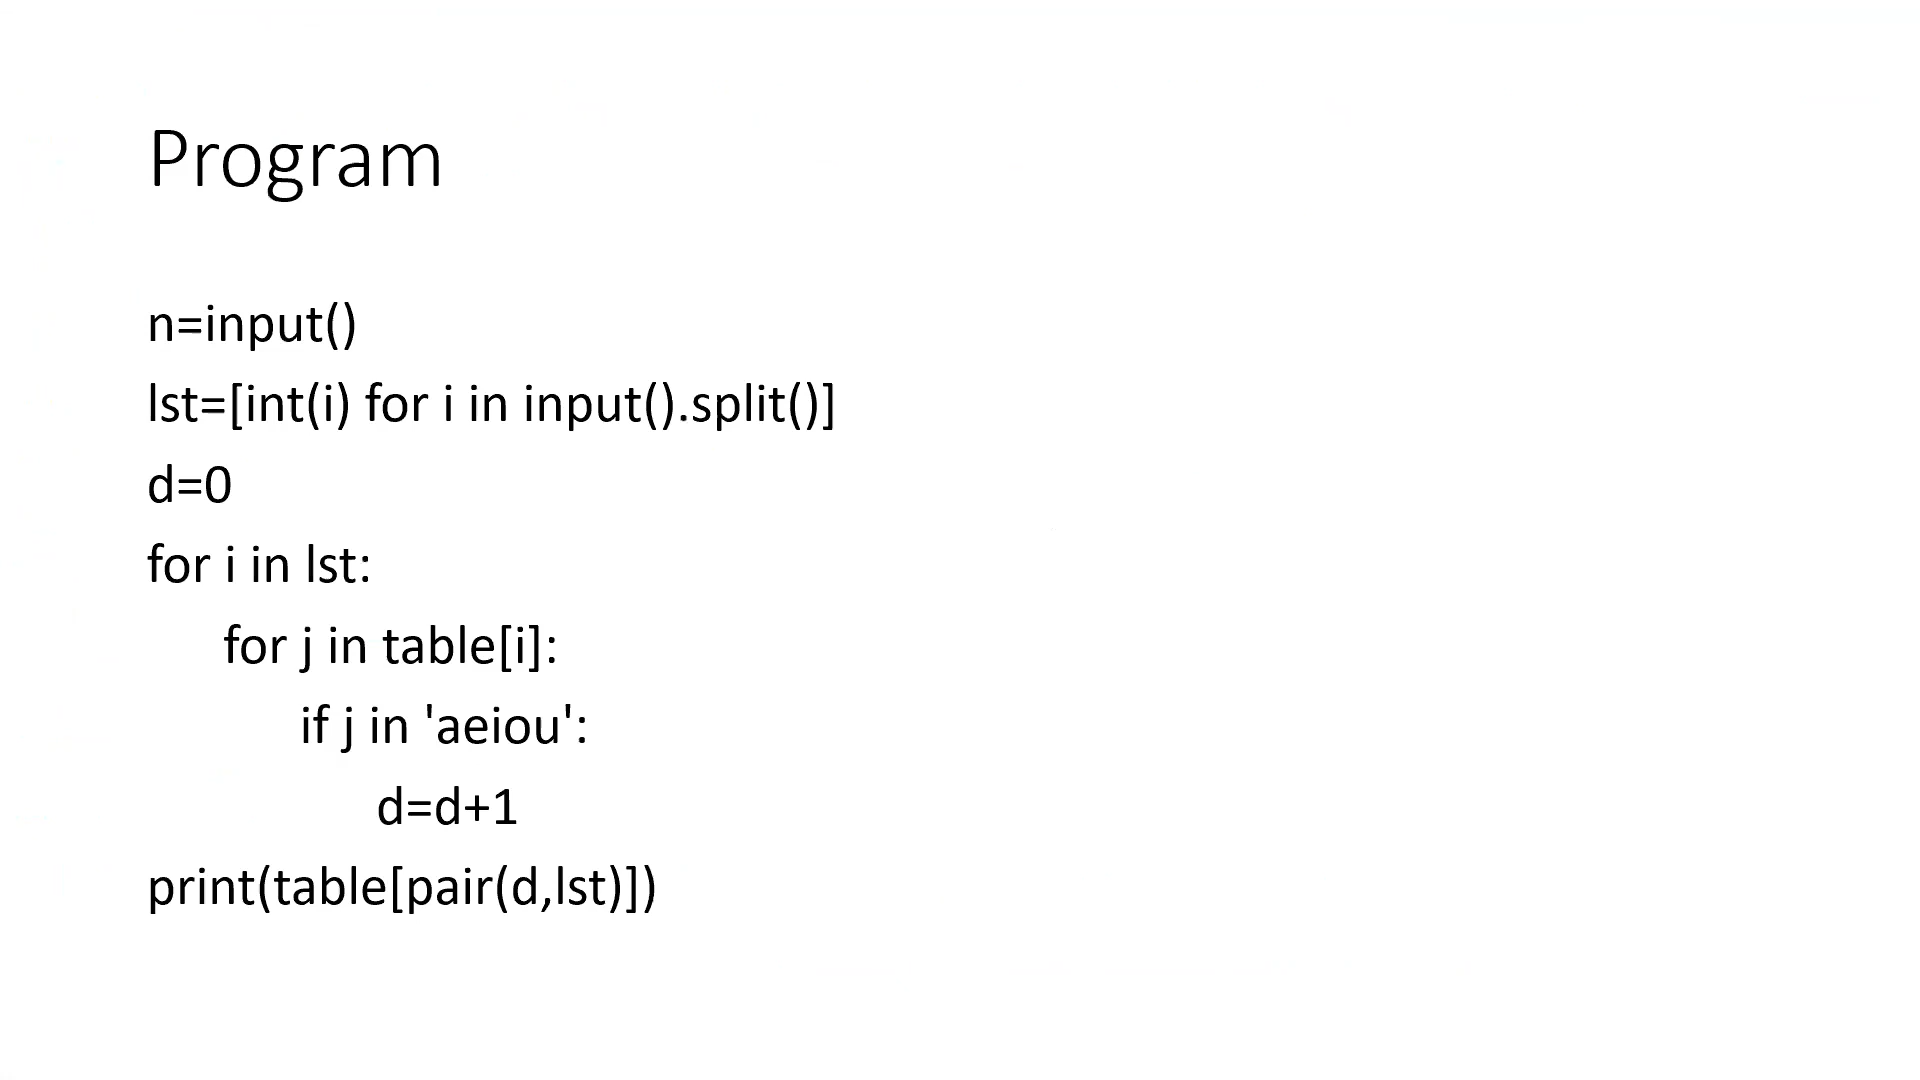 Program
n=input()
lst=[int(i) for i in input().split()]
d=0
for i in lst:
for j in table[i]:
if j in 'aeiou':
d=d+1
print(table[pair(d,lst)])